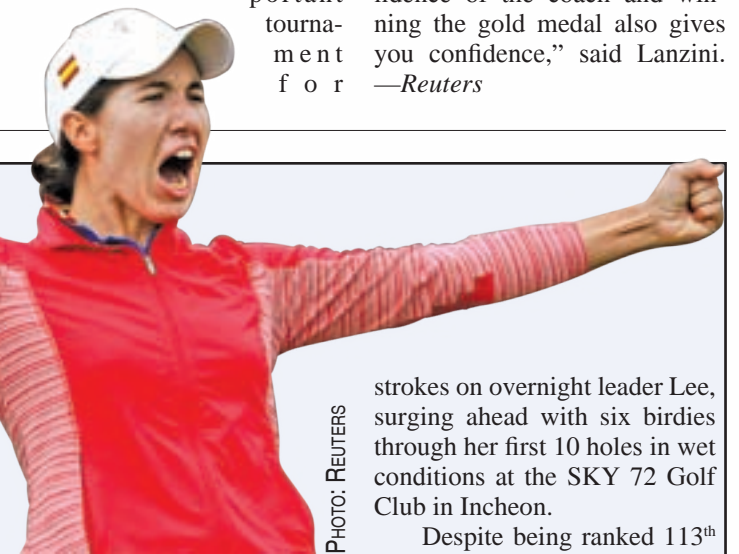 tourna-
ment
for
ning the gold medal also gives
you confidence,” said Lanzini.
—Reuters
PHOTO: REUTERS
strokes on overnight leader Lee,
surging ahead with six birdies
through her first 10 holes in wet
conditions at the SKY 72 Golf
Club in Incheon.
Despite being ranked 113th